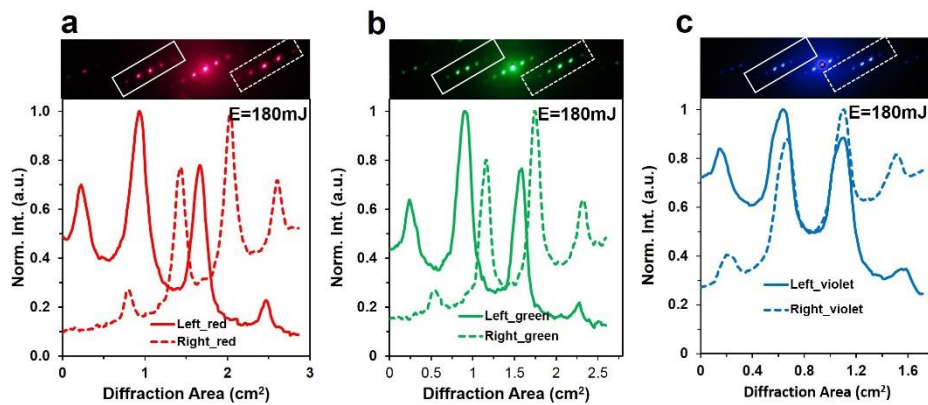 a
E=180mJ
Norm. Int. (a.u.)
1.0
0.8
0.6
0.4
0.2
0.0
Left_red
Right_red
0 1 2 3
Diffraction Area (cm2)
b
E=180mJ
Norm. Int. (a.u.)
1
0.8
0.6
0.4
0.2
0
Left_green
Right_green
0 0.5 1 1.5 2 2.5
Diffraction Area (cm2)
c
E=180mJ
Norm. Int. (a.u.)
1
0.8
0.6
0.4
0.2
0
Left_violet
Right_violet
0 0.4 0.8 1.2 1.6
Diffraction Area (cm2)